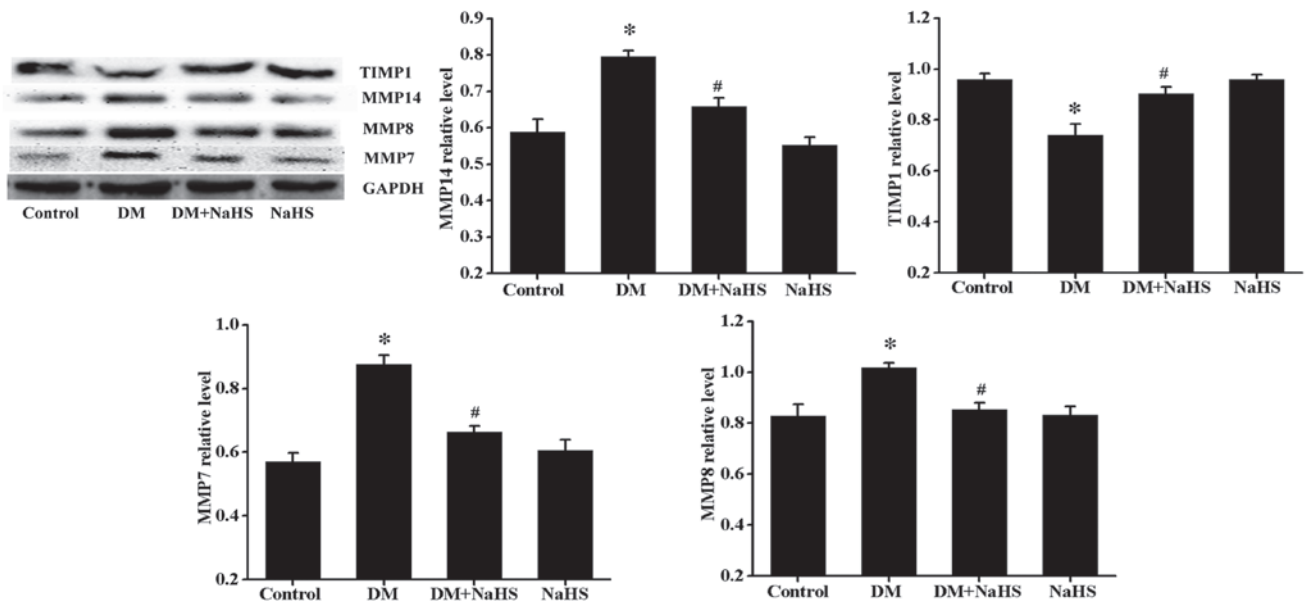 TIMP1
MMP14
MMP8
MMP7
GAPDH
Control DM DM+NaHS NaHS
MMP14 relative level
0.9
0.8
0.7
0.6
0.5
0.4
0.3
0.2
*
#
Control DM DM+NaHS NaHS
TIMP1 relative level
1.2
1.0
0.8
0.6
0.4
0.2
*
#
Control DM DM+NaHS NaHS
MMP7 relative level
1.0
0.8
0.6
0.4
0.2
*
#
Control DM DM+NaHS NaHS
MMP8 relative level
1.2
1.0
0.8
0.6
0.4
0.2
*
#
Control DM DM+NaHS NaHS